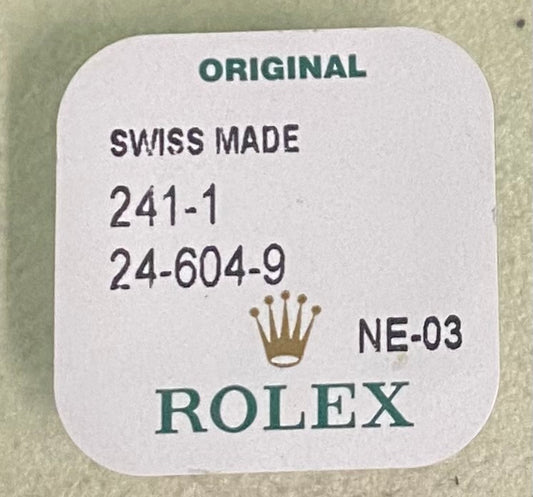 ORIGINAL
SWISS MADE
241-1
24-604-9
NE-03
ROLEX